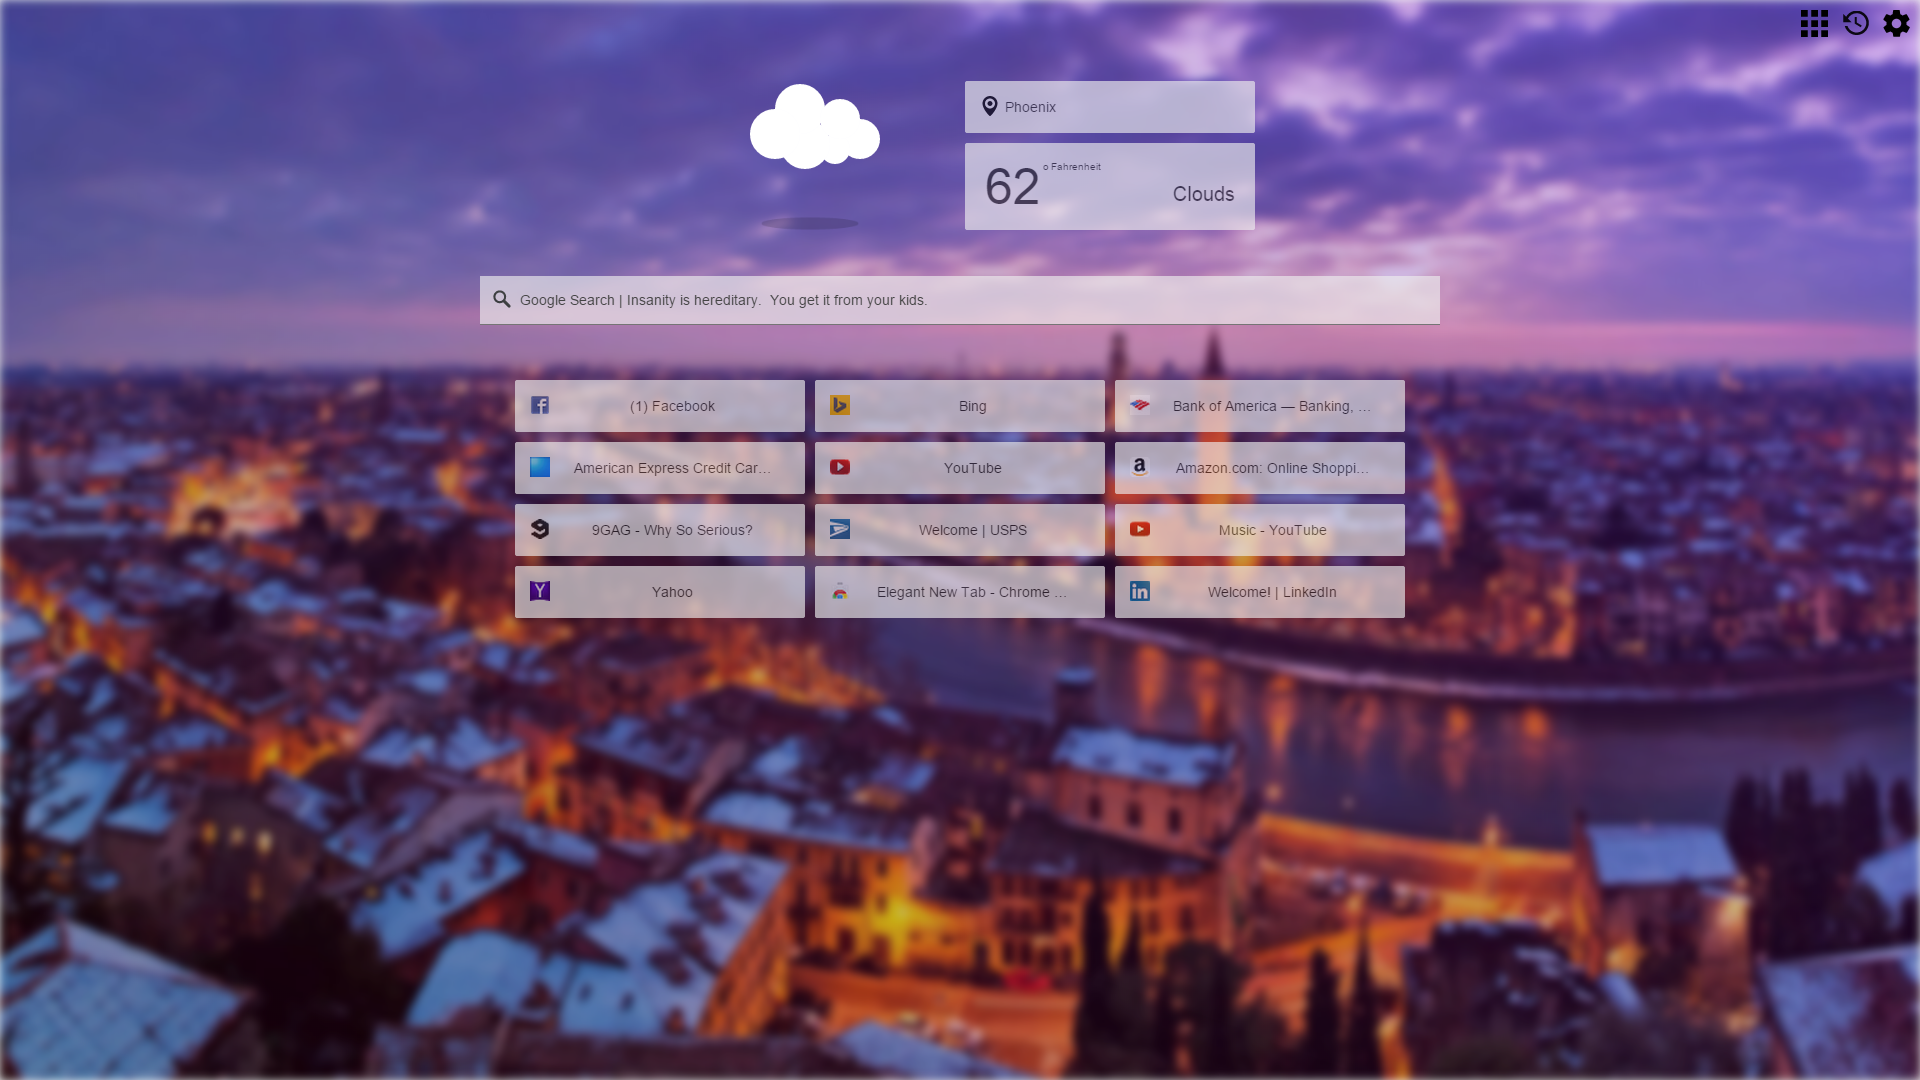 Phoenix
62 o Fahrenheit
Clouds
Google Search | Insanity is hereditary.  You get it from your kids.
(1) Facebook
Bing
Bank of America — Banking, ...
American Express Credit Car...
YouTube
Amazon.com: Online Shoppi...
9GAG - Why So Serious?
Welcome | USPS
Music - YouTube
Yahoo
Elegant New Tab - Chrome ...
Welcome! | LinkedIn